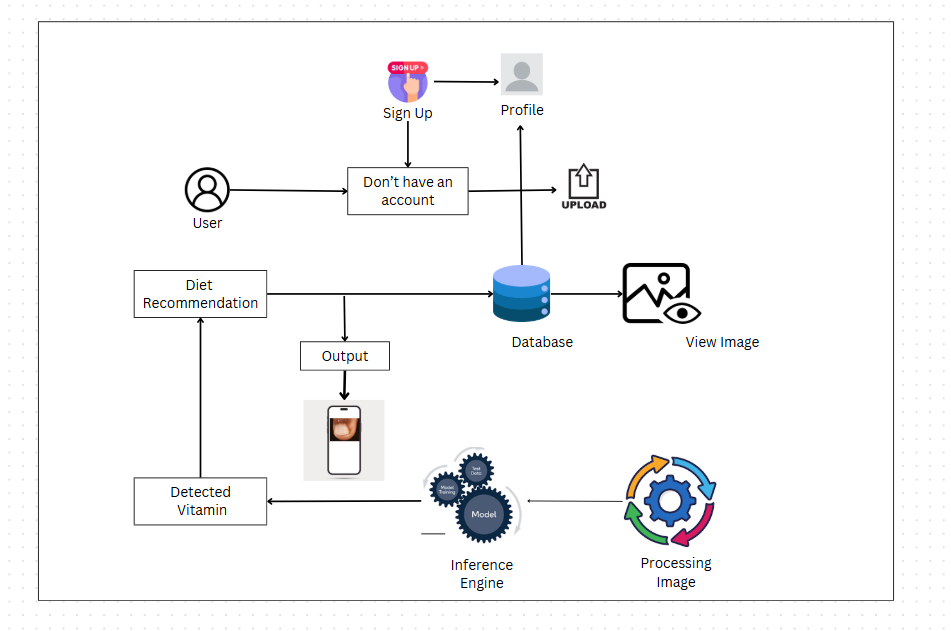 SIGN UP >
Sign Up
Profile
Don't have an
account
UPLOAD
User
Diet
Recommendation
Database
View Image
Output
Test
Data
Model
Training
Model
Detected
Vitamin
Inference
Engine
Processing
Image